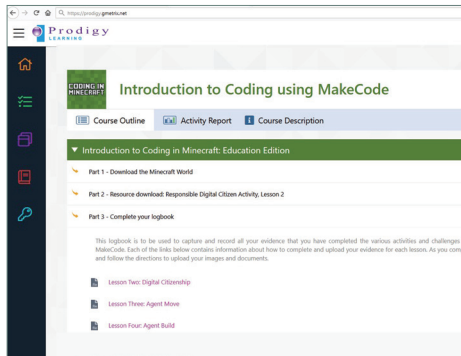 https://prodigy.gmetrix.net
Prodigy
LEARNING
CODING IN
MINECRAFT
Introduction to Coding using MakeCode
Course Outline Activity Report Course Description
Introduction to Coding in Minecraft: Education Edition
Part 1 - Download the Minecraft World
Part 2 - Resource download: Responsible Digital Citizen Activity, Lesson 2
Part 3 - Complete your logbook
This logbook is to be used to capture and record all your evidence that you have completed the various activities and challenges
MakeCode. Each of the links below contains information about how to complete and upload your evidence for each lesson. As you com
and follow the directions to upload your images and documents.
Lesson Two: Digital Citizenship
Lesson Three: Agent Move
Lesson Four: Agent Build